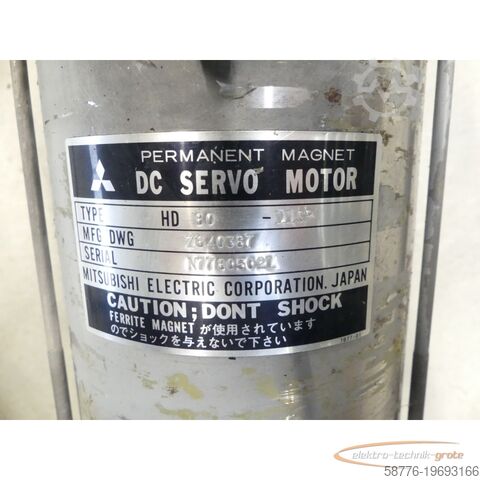 PERMANENT MAGNET
DC SERVO MOTOR
TYPE HD 80
MFG DWG
SERIAL
MITSUBISHI ELECTRIC CORPORATION. JAPAN
CAUTION; DONT SHOCK
FERRITE MAGNET が使用されています
のでショックを与えないで下さい
elektro-technik-grote
58776-19693166